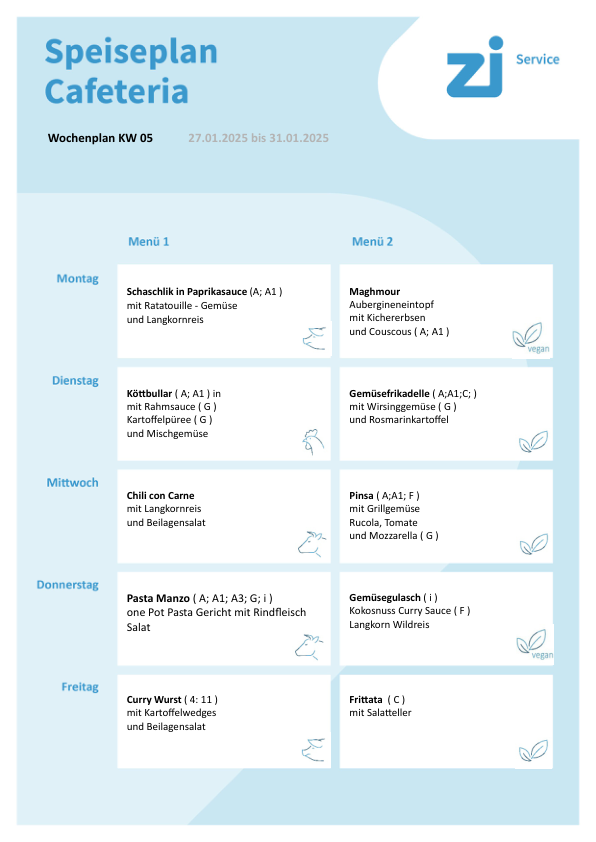 Speiseplan
Cafeteria
zi Service
Wochenplan KW 05 27.01.2025 bis 31.01.2025
Menü 1 Menü 2
Montag
Schaschlik in Paprikasauce (A; A1 )
mit Ratatouille - Gemüse
und Langkornreis
Maghmour
Aubergineneintopf
mit Kichererbsen
und Couscous ( A; A1 )
vegan
Dienstag
Köttbullar ( A; A1 ) in
mit Rahmsauce ( G )
Kartoffelpüree ( G )
und Mischgemüse
Gemüsefrikadelle ( A;A1;C; )
mit Wirsinggemüse ( G )
und Rosmarinkartoffel
Mittwoch
Chili con Carne
mit Langkornreis
und Beilagensalat
Pinsa ( A;A1; F )
mit Grillgemüse
Rucola, Tomate
und Mozzarella ( G )
Donnerstag
Pasta Manzo ( A; A1; A3; G; i )
one Pot Pasta Gericht mit Rindfleisch
Salat
Gemüsegulasch ( i )
Kokosnuss Curry Sauce ( F )
Langkorn Wildreis
vegan
Freitag
Curry Wurst ( 4: 11 )
mit Kartoffelwedges
und Beilagensalat
Frittata ( C )
mit Salatteller